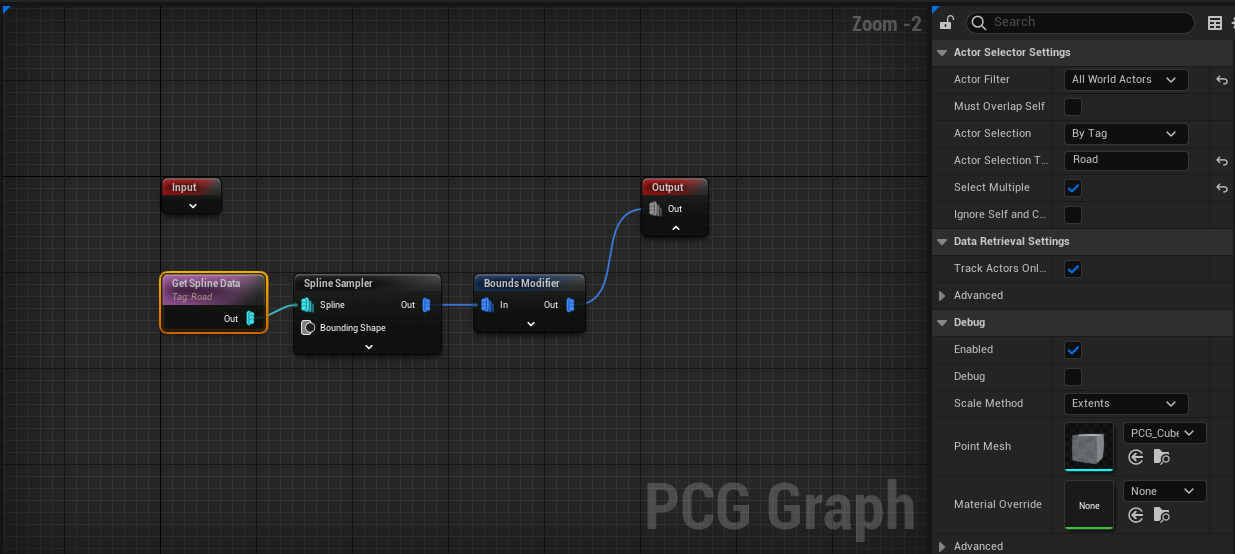 Zoom -2
Input
Output
Out
Get Spline Data
Tag: Road
Out
Spline Sampler
Spline
Out
Bounding Shape
Bounds Modifier
In
Out
PCG Graph
Search
Actor Selector Settings
Actor Filter
All World Actors
Must Overlap Self
Actor Selection
By Tag
Actor Selection T...
Road
Select Multiple
Ignore Self and C...
Data Retrieval Settings
Track Actors Onl...
Advanced
Debug
Enabled
Debug
Scale Method
Extents
Point Mesh
PCG_Cube
Material Override
None
None
Advanced